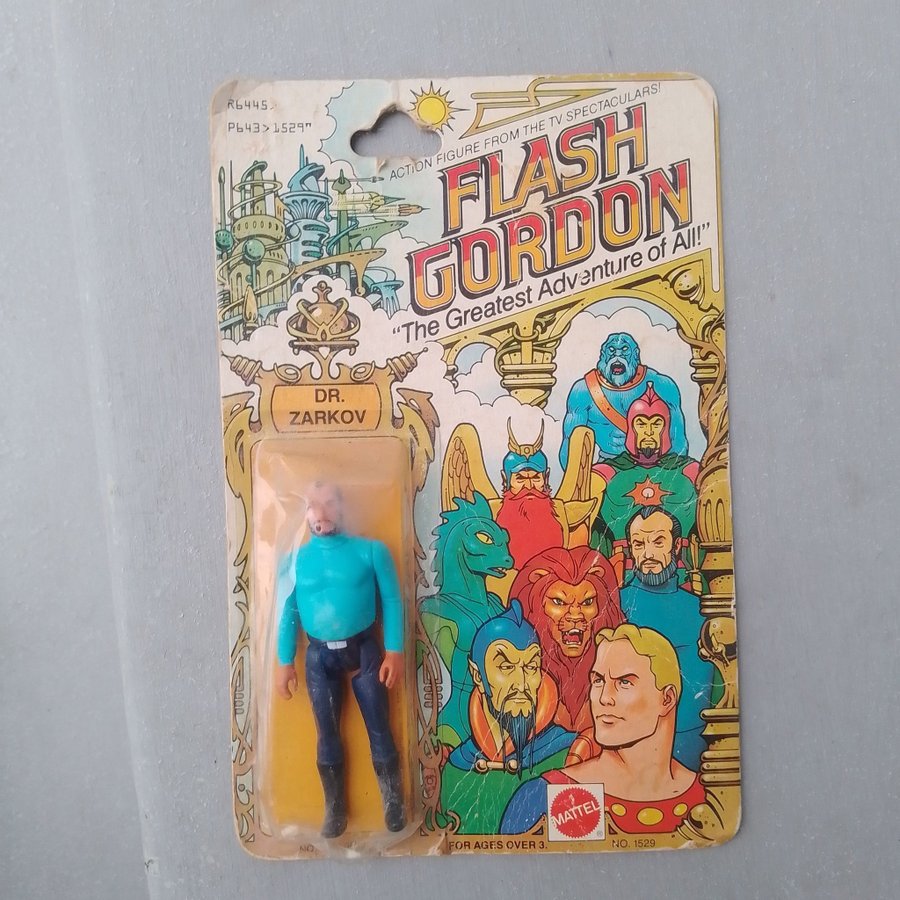 R6445
P643>1529"
ACTION FIGURE FROM THE TV SPECTACULARS!
FLASH
GORDON
"The Greatest Adventure of All!"
DR.
ZARKOV
MATTEL
®
NO.
FOR AGES OVER 3.
NO. 1529